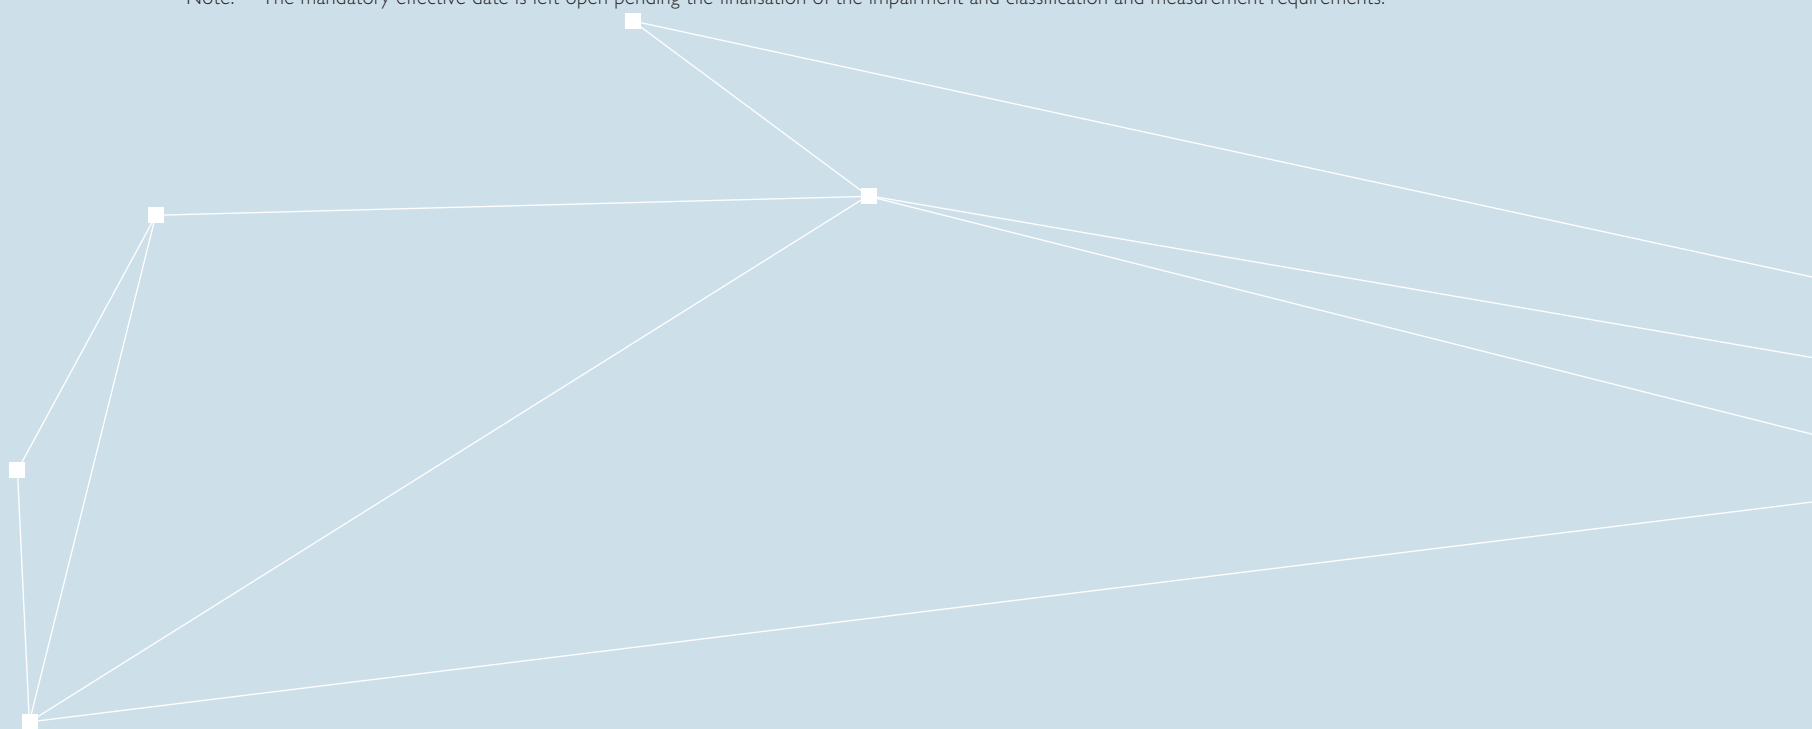 Note: The mandatory effective date is left open pending the finalisation of the impairment and classification and measurement requirements.